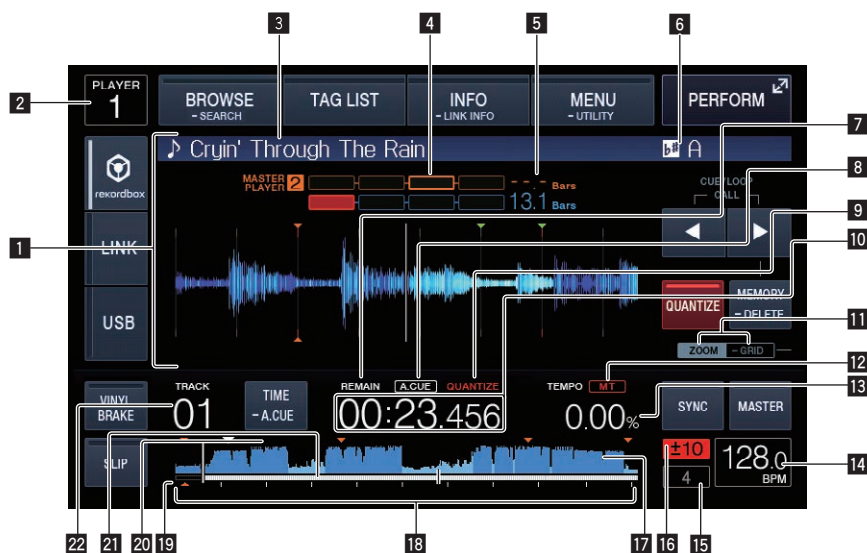 3 4 5 6
PLAYER
2 1
BROWSE
- SEARCH
TAG LIST
INFO
- LINK INFO
MENU
- UTILITY
PERFORM
7
♪ Cryin' Through The Rain
b# A
8
rekordbox
MASTER PLAYER 2
--.- Bars
13.1 Bars
CUE/LOOP
CALL
9
1
LINK
10
USB
QUANTIZE
MEMORY
- DELETE
11
ZOOM - GRID
12
VINYL
BRAKE
TRACK
01
TIME
- A.CUE
REMAIN A.CUE QUANTIZE
00:23.456
TEMPO MT
0.00%
SYNC
MASTER
13
SLIP
±10
4
128.0
BPM
14
22 21 20 19 18 17 16 15